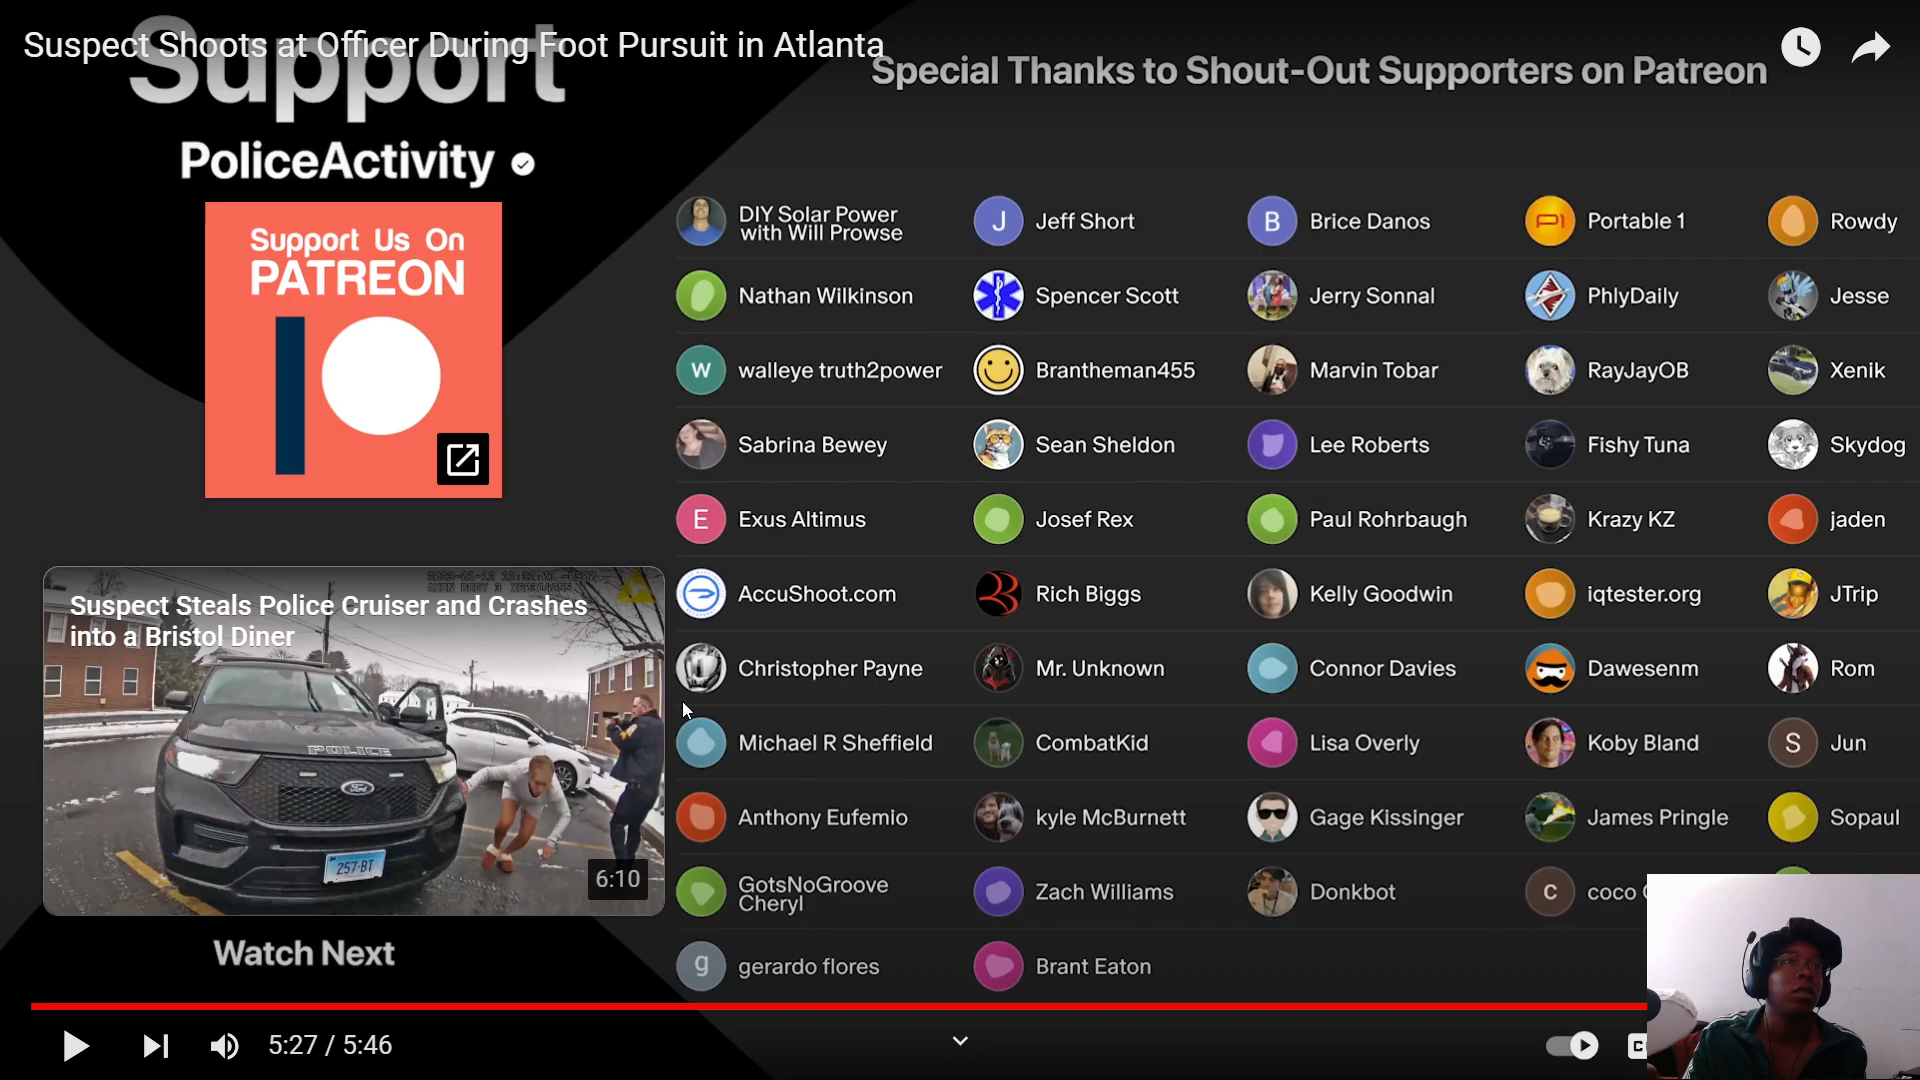 Support
Suspect Shoots at Officer During Foot Pursuit in Atlanta
Special Thanks to Shout-Out Supporters on Patreon
PoliceActivity
Support Us On
PATREON
DIY Solar Power
with Will Prowse
J
Jeff Short
B
Brice Danos
Portable 1
Rowdy
Nathan Wilkinson
Spencer Scott
Jerry Sonnal
PhlyDaily
Jesse
W
walleye truth2power
Brantheman455
Marvin Tobar
RayJayOB
Xenik
Sabrina Bewey
Sean Sheldon
Lee Roberts
Fishy Tuna
Skydog
E
Exus Altimus
Josef Rex
Paul Rohrbaugh
Krazy KZ
jaden
AccuShoot.com
Rich Biggs
Kelly Goodwin
iqtester.org
JTrip
Christopher Payne
Mr. Unknown
Connor Davies
Dawesenm
Rom
Michael R Sheffield
CombatKid
Lisa Overly
Koby Bland
S
Jun
Anthony Eufemio
kyle McBurnett
Gage Kissinger
James Pringle
Sopaul
GotsNoGroove
Cheryl
Zach Williams
Donkbot
C
coco
g
gerardo flores
Brant Eaton
Suspect Steals Police Cruiser and Crashes
into a Bristol Diner
POLICE
Ford
257-BT
6:10
Watch Next
5:27 / 5:46